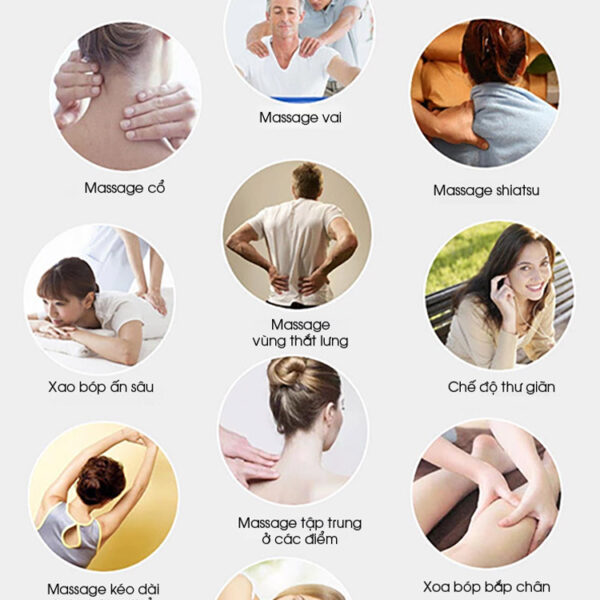 Massage vai
Massage cổ
Massage shiatsu
Massage
vùng thắt lưng
Xao bóp ấn sâu
Chế độ thư giãn
Massage tập trung
ở các điểm
Massage kéo dài
Xoa bóp bắp chân